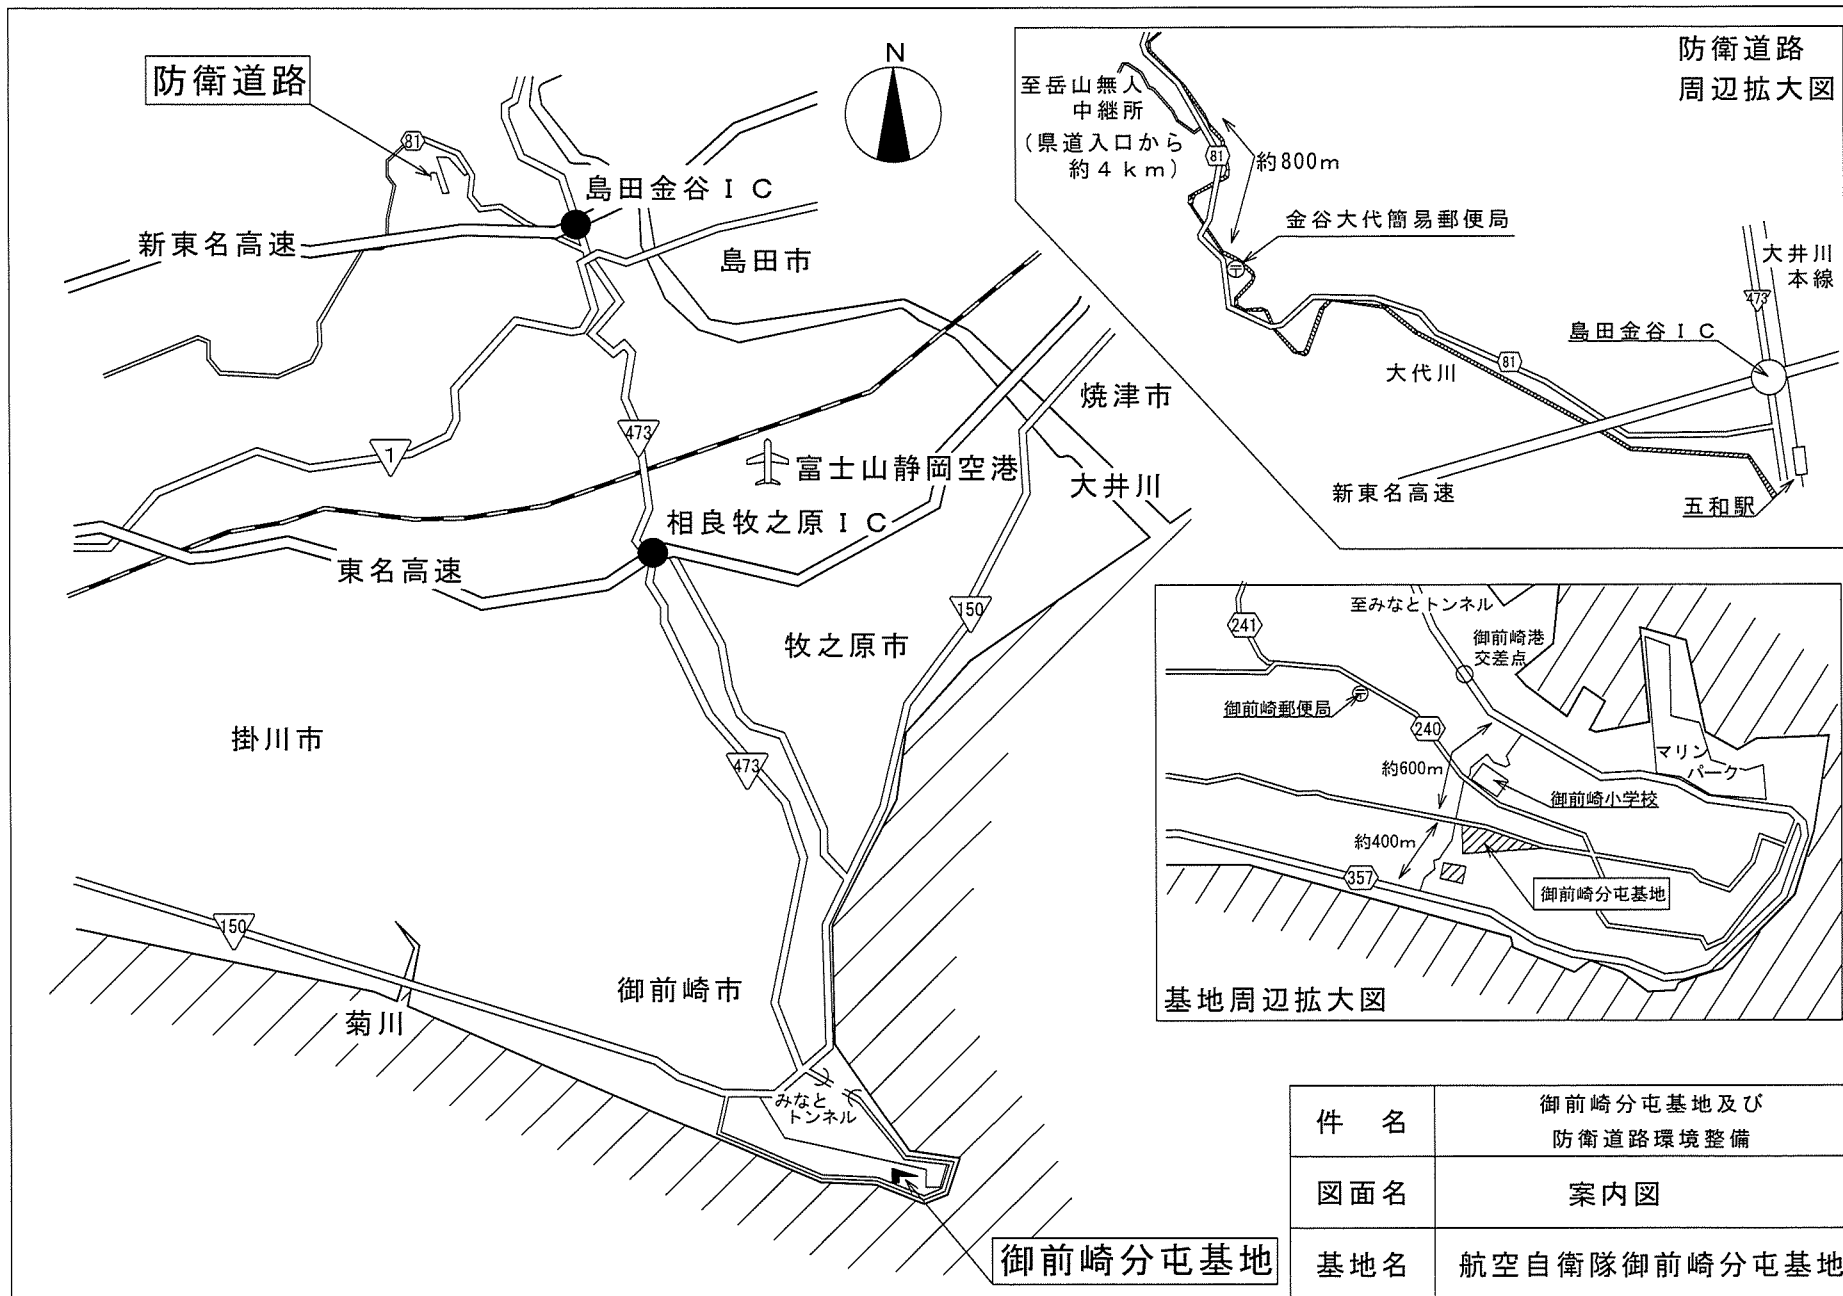 防衛道路
N
81
島田金谷IC
新東名高速
島田市
焼津市
473
1
富士山静岡空港
大井川
相良牧之原IC
東名高速
150
牧之原市
掛川市
473
150
御前崎市
菊川
みなと
トンネル
御前崎分屯基地
防衛道路
周辺拡大図
至岳山無人
中継所
(県道入口から
約4km)
81
約800m
金谷大代簡易郵便局
〒
大井川
本線
473
島田金谷IC
81
大代川
新東名高速
五和駅
至みなとトンネル
241
御前崎港
交差点
〒
御前崎郵便局
240
約600m
マリン
パーク
御前崎小学校
約400m
357
御前崎分屯基地
基地周辺拡大図
件 名
御前崎分屯基地及び
防衛道路環境整備
図面名
案内図
基地名
航空自衛隊御前崎分屯基地